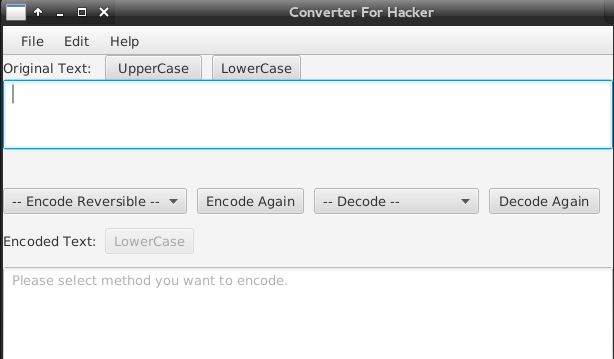 Converter For Hacker
File Edit Help
Original Text: UpperCase LowerCase
-- Encode Reversible -- Encode Again -- Decode -- Decode Again
Encoded Text: LowerCase
Please select method you want to encode.